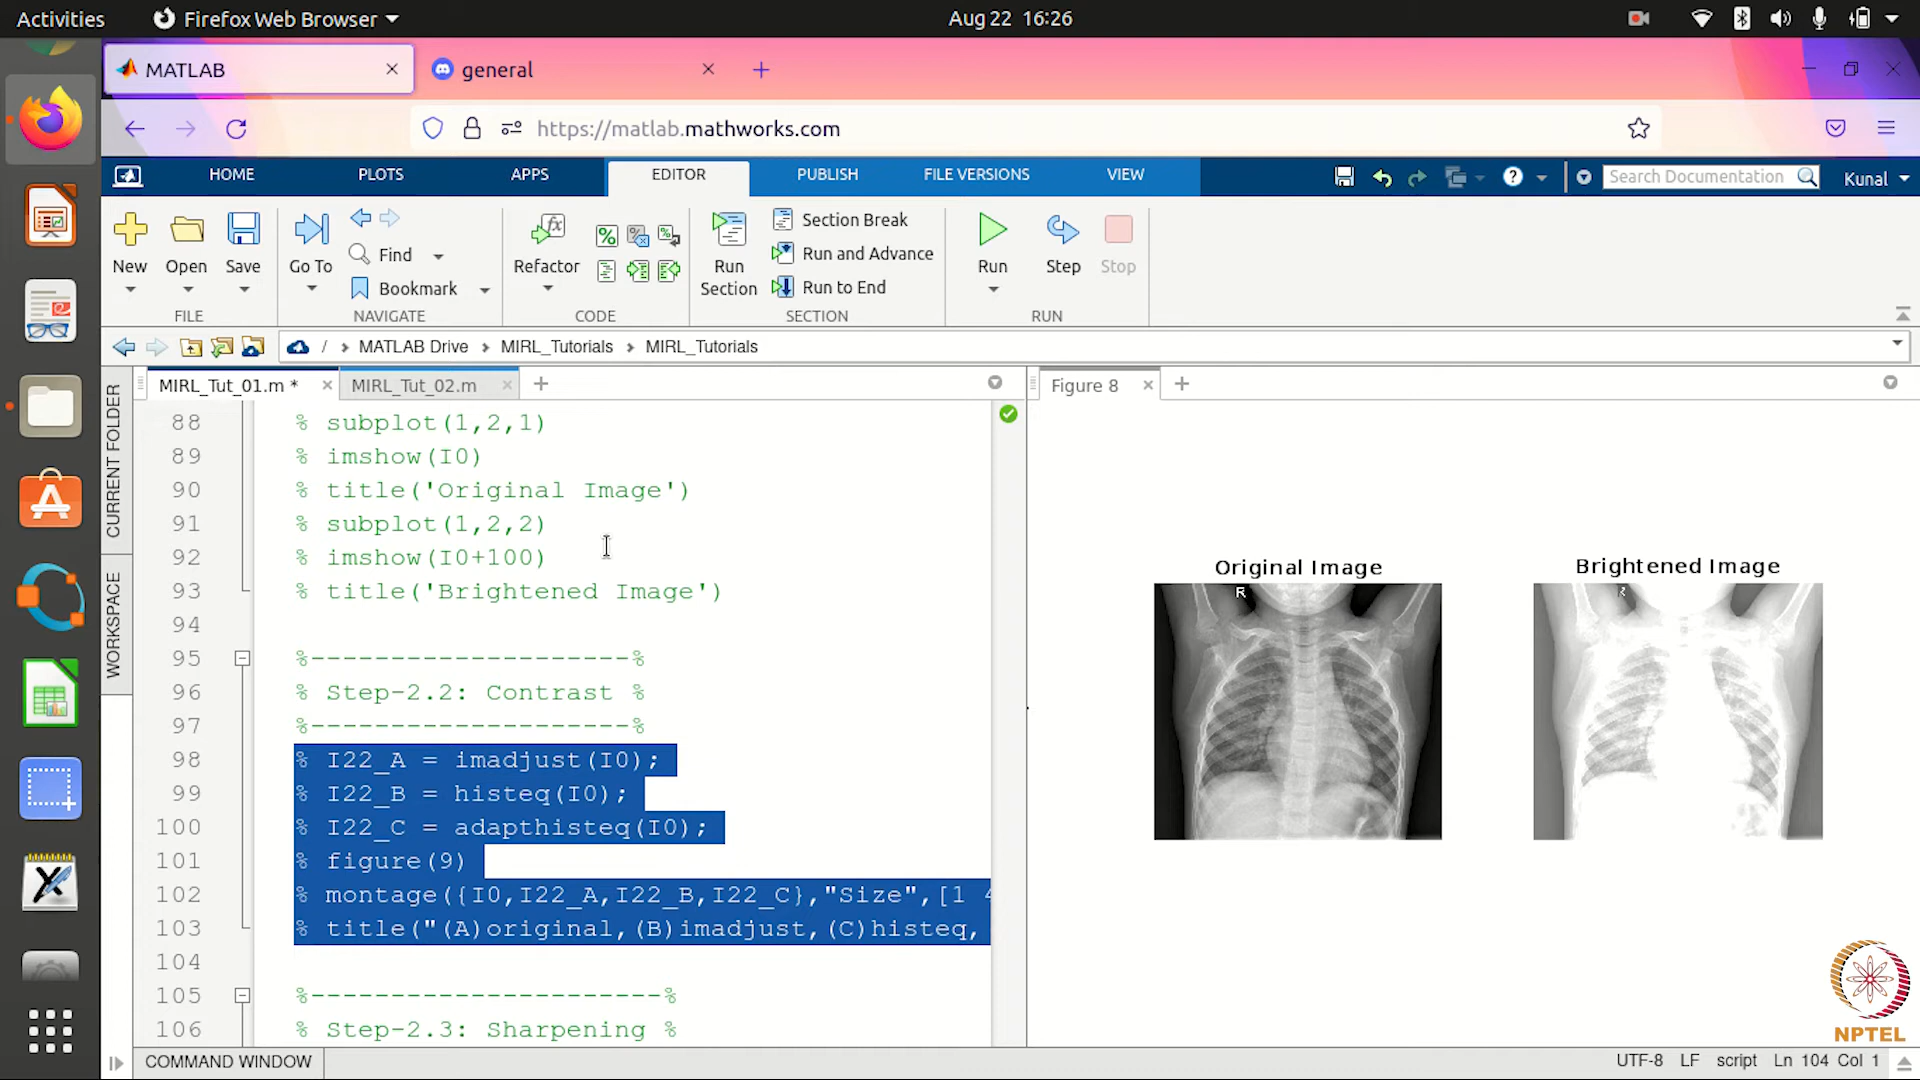 Activities
Firefox Web Browser
Aug 22 16:26
MATLAB
general
https://matlab.mathworks.com
HOME
PLOTS
APPS
EDITOR
PUBLISH
FILE VERSIONS
VIEW
Search Documentation
Kunal
New
Open
Save
FILE
Go To
Find
Bookmark
NAVIGATE
Refactor
CODE
Run Section
Section Break
Run and Advance
Run to End
SECTION
Run
Step
Stop
RUN
/ MATLAB Drive MIRL_Tutorials MIRL_Tutorials
CURRENT FOLDER
WORKSPACE
MIRL_Tut_01.m *
MIRL_Tut_02.m
88 % subplot(1,2,1)
89 % imshow(I0)
90 % title('Original Image')
91 % subplot(1,2,2)
92 % imshow(I0+100)
93 % title('Brightened Image')
94
95 %--------------------%
96 % Step-2.2: Contrast %
97 %--------------------%
98 % I22_A = imadjust(I0);
99 % I22_B = histeq(I0);
100 % I22_C = adapthisteq(I0);
101 % figure(9)
102 % montage({I0,I22_A,I22_B,I22_C},"Size",[1 4
103 % title("(A)original,(B)imadjust,(C)histeq,
104
105 %----------------------%
106 % Step-2.3: Sharpening %
Figure 8
Original Image
R
Brightened Image
R
NPTEL
COMMAND WINDOW
UTF-8 LF script Ln 104 Col 1